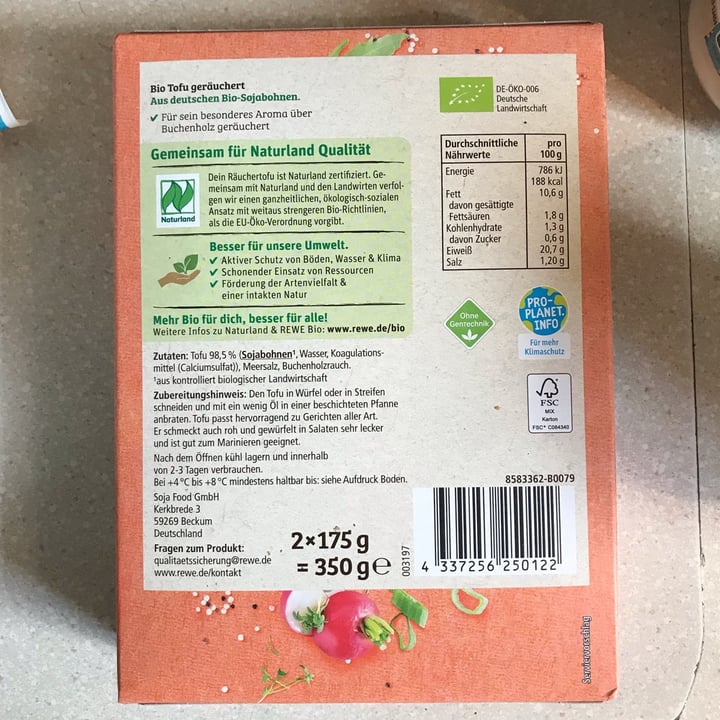 Bio Tofu geräuchert
Aus deutschen Bio-Sojabohnen.
✔ Für sein besonderes Aroma über
Buchenholz geräuchert
Gemeinsam für Naturland Qualität
Naturland
Dein Räuchertofu ist Naturland zertifiziert. Ge-
meinsam mit Naturland und den Landwirten verfol-
gen wir einen ganzheitlichen, ökologisch-sozialen
Ansatz mit weitaus strengeren Bio-Richtlinien,
als die EU-Öko-Verordnung vorgibt.
Besser für unsere Umwelt.
✔ Aktiver Schutz von Böden, Wasser & Klima
✔ Schonender Einsatz von Ressourcen
✔ Förderung der Artenvielfalt &
einer intakten Natur
Mehr Bio für dich, besser für alle!
Weitere Infos zu Naturland & REWE Bio: www.rewe.de/bio
Zutaten: Tofu 98,5 % (Sojabohnen¹, Wasser, Koagulations-
mittel (Calciumsulfat)), Meersalz, Buchenholzrauch.
¹aus kontrolliert biologischer Landwirtschaft
Zubereitungshinweis: Den Tofu in Würfel oder in Streifen
schneiden und mit ein wenig Öl in einer beschichteten Pfanne
anbraten. Tofu passt hervorragend zu Gerichten aller Art.
Er schmeckt auch roh und gewürfelt in Salaten sehr lecker
und ist gut zum Marinieren geeignet.
Nach dem Öffnen kühl lagern und innerhalb
von 2-3 Tagen verbrauchen.
Bei +4 °C bis +8 °C mindestens haltbar bis: siehe Aufdruck Boden.
Soja Food GmbH
Kerkbrede 3
59269 Beckum
Deutschland
Fragen zum Produkt:
qualitaetssicherung@rewe.de
www.rewe.de/kontakt
2×175 g
= 350 g ℮
003197
DE-ÖKO-006
Deutsche
Landwirtschaft
Durchschnittliche pro
Nährwerte 100 g
Energie 786 kJ
188 kcal
Fett 10,6 g
davon gesättigte
Fettsäuren 1,8 g
Kohlenhydrate 1,3 g
davon Zucker 0,6 g
Eiweiß 20,7 g
Salz 1,20 g
Ohne
Gentechnik
PRO-
PLANET.
INFO
Für mehr
Klimaschutz
FSC
MIX
Karton
FSC® C084340
8583362-B0079
4 337256 250122
Serviervorschlag